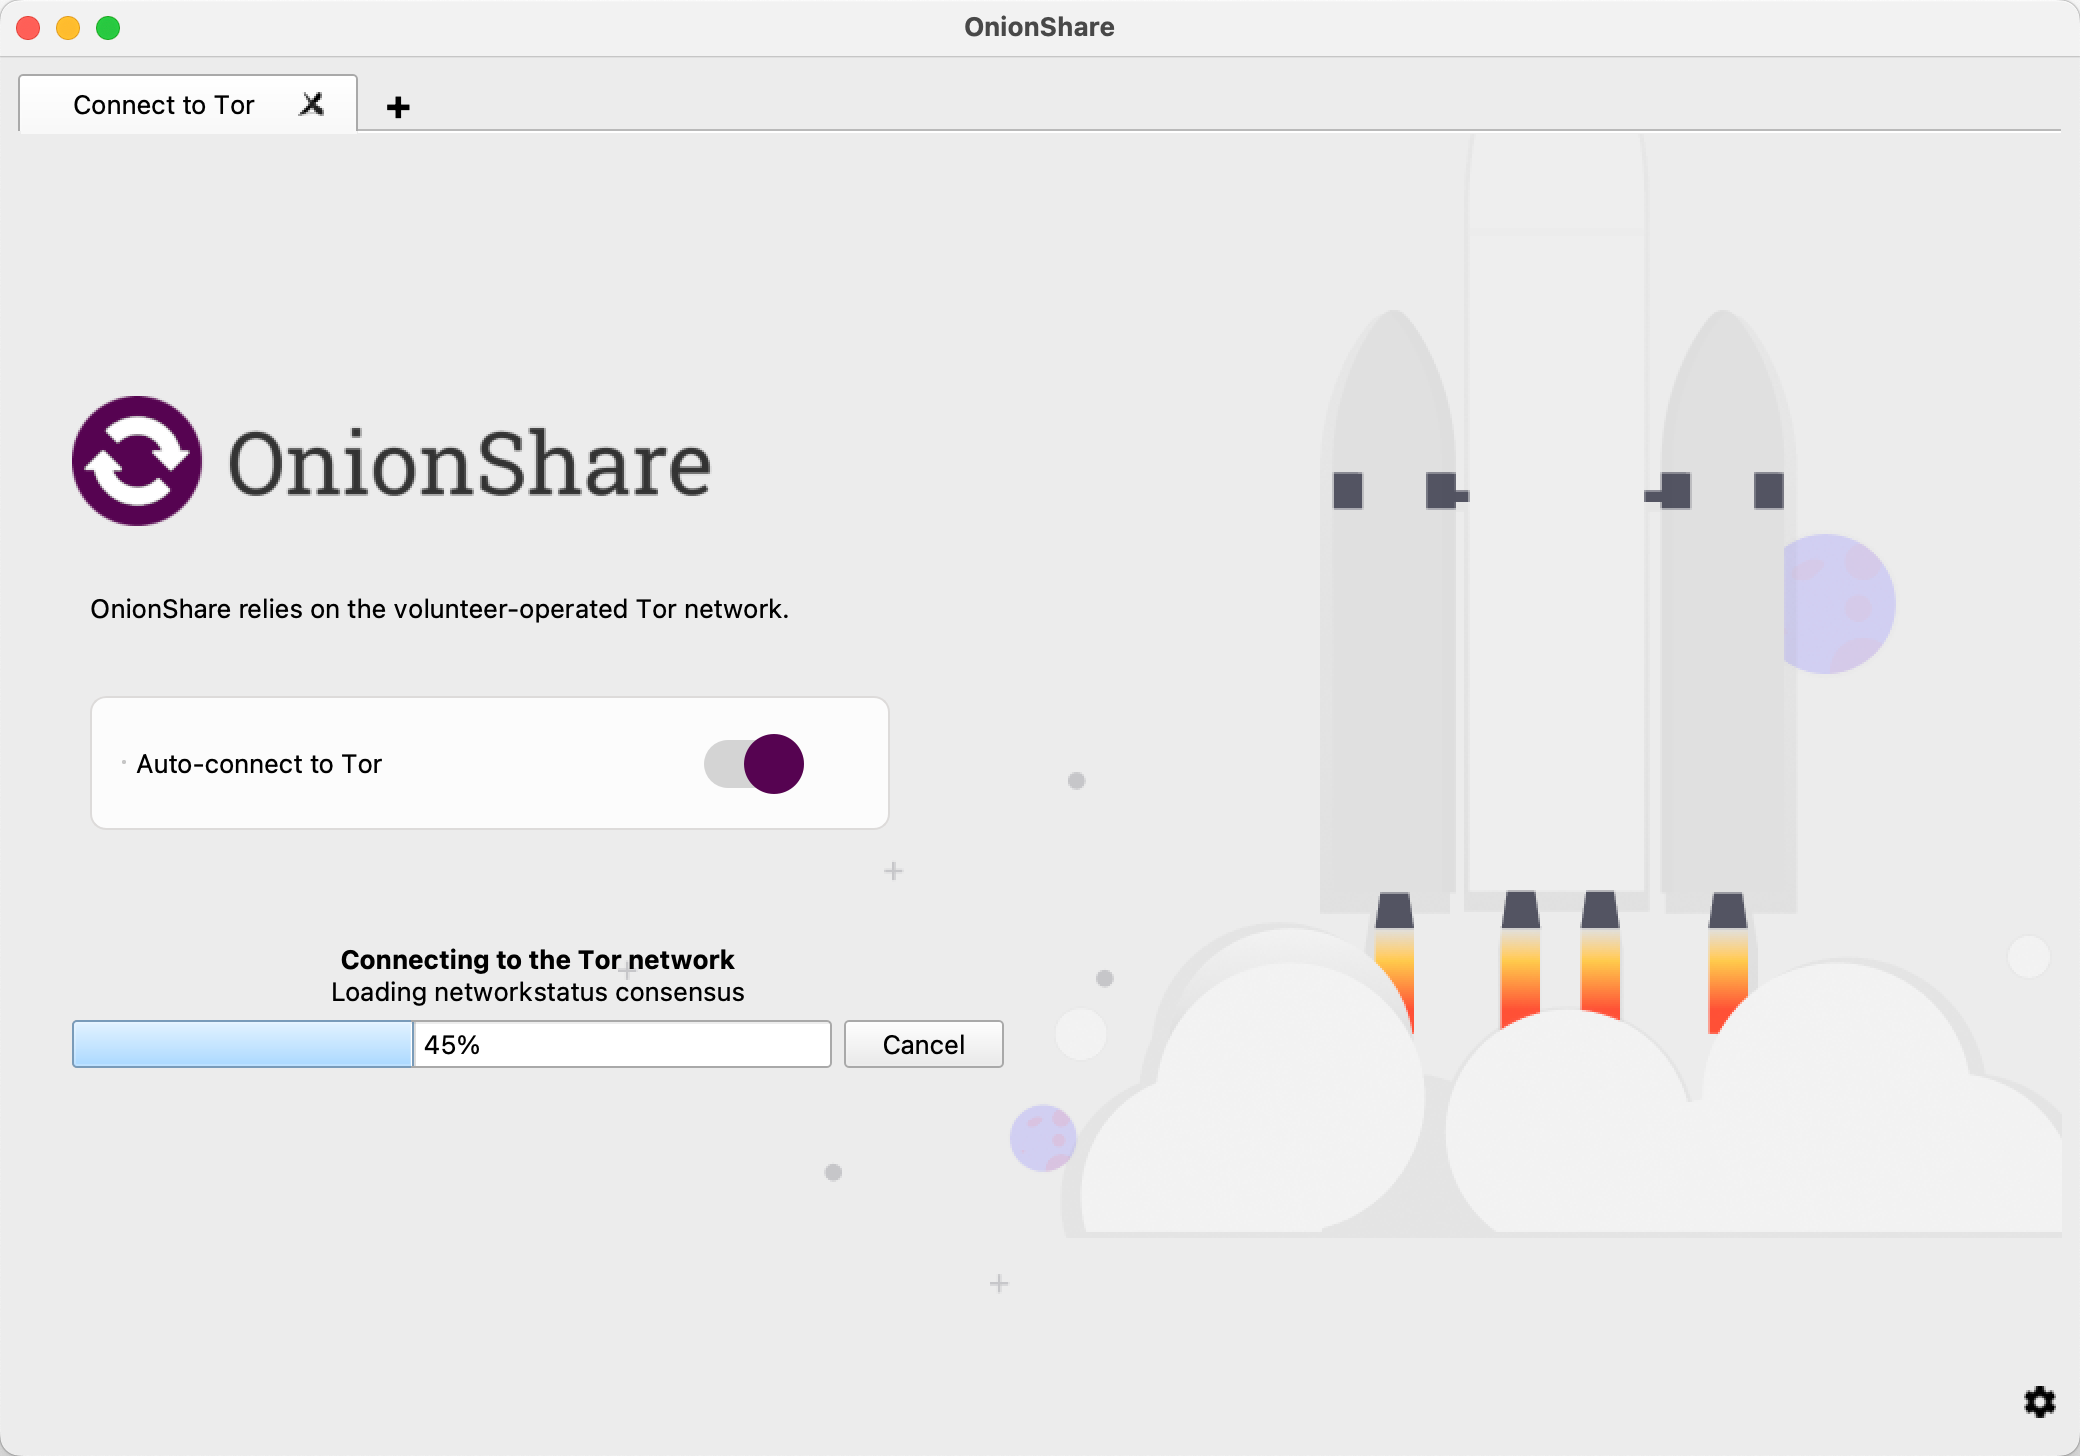 OnionShare
Connect to Tor
OnionShare
OnionShare relies on the volunteer-operated Tor network.
Auto-connect to Tor
Connecting to the Tor network
Loading networkstatus consensus
45%
Cancel